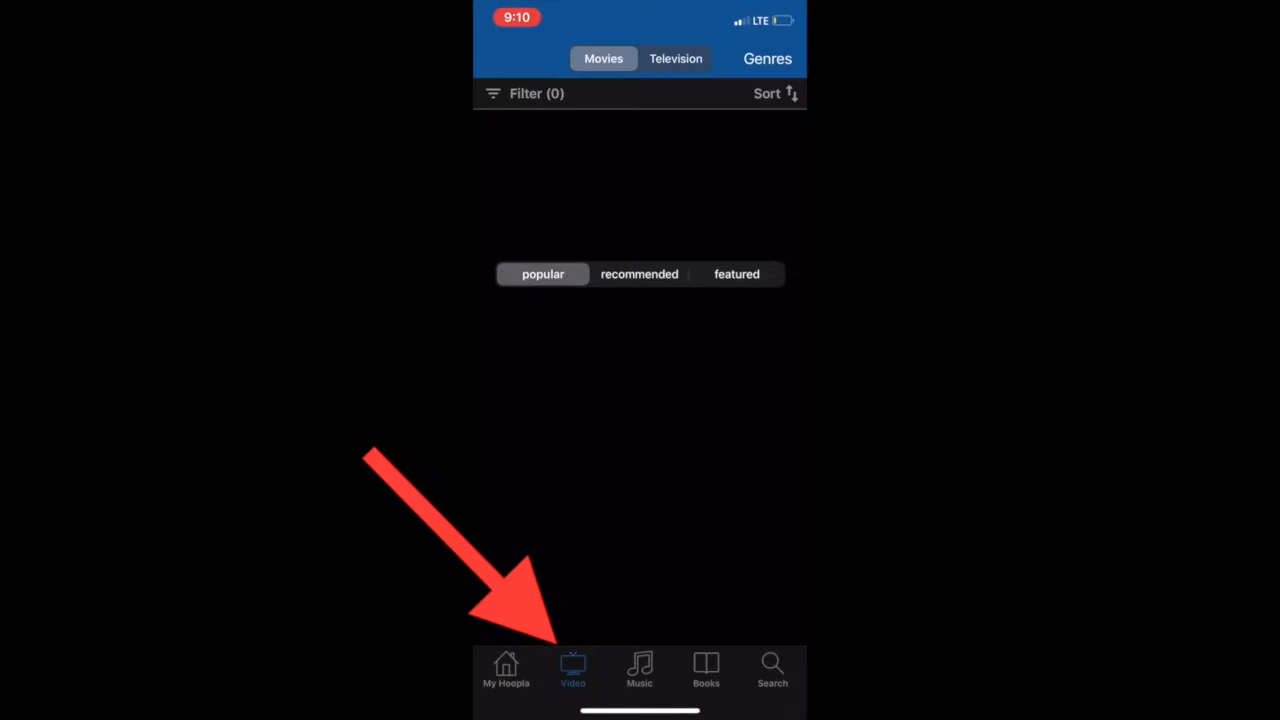 9:10 LTE
Movies Television Genres
Filter (0) Sort
popular recommended featured
My Hoopla Video Music Books Search